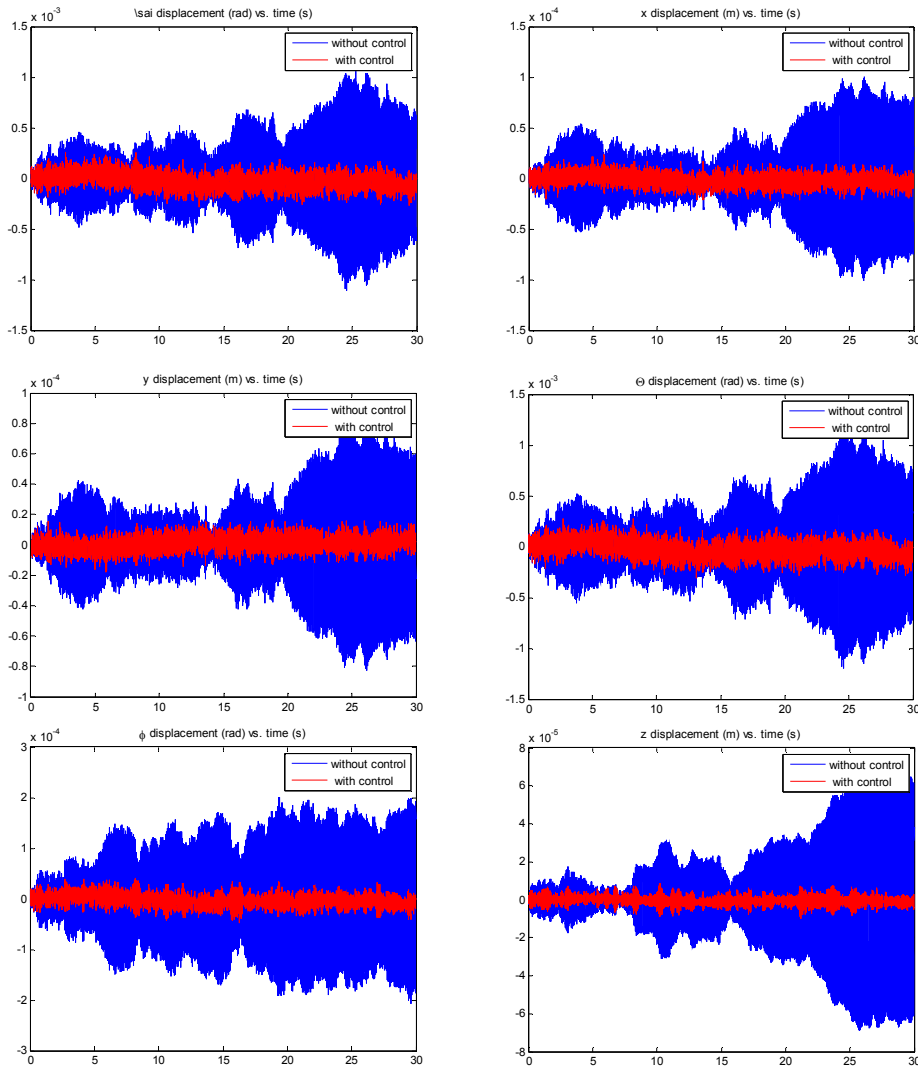 \sai displacement (rad) vs. time (s)
x 10-3
1.5
1
0.5
0
-0.5
-1
-1.5
0 5 10 15 20 25 30
without control
with control
x displacement (m) vs. time (s)
x 10-4
1.5
1
0.5
0
-0.5
-1
-1.5
0 5 10 15 20 25 30
without control
with control
y displacement (m) vs. time (s)
x 10-4
1
0.8
0.6
0.4
0.2
0
-0.2
-0.4
-0.6
-0.8
-1
0 5 10 15 20 25 30
without control
with control
Θ displacement (rad) vs. time (s)
x 10-3
1.5
1
0.5
0
-0.5
-1
-1.5
0 5 10 15 20 25 30
without control
with control
ϕ displacement (rad) vs. time (s)
x 10-4
3
2
1
0
-1
-2
-3
0 5 10 15 20 25 30
without control
with control
z displacement (m) vs. time (s)
x 10-5
8
6
4
2
0
-2
-4
-6
-8
0 5 10 15 20 25 30
without control
with control